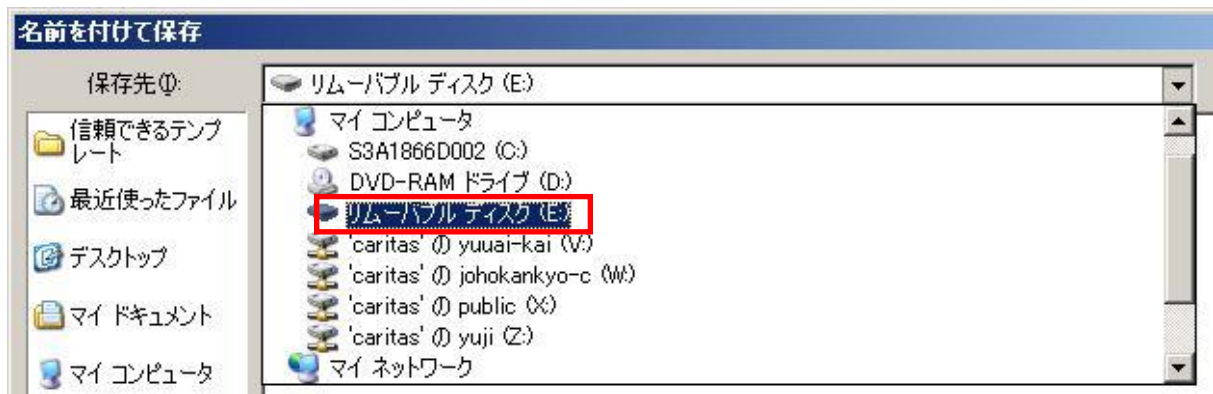 名前を付けて保存
保存先(I):
リムーバブル ディスク (E:)
信頼できるテンプ
レート
最近使ったファイル
デスクトップ
マイ ドキュメント
マイ コンピュータ
マイ コンピュータ
S3A1866D002 (C:)
DVD-RAM ドライブ (D:)
リムーバブル ディスク (E:)
'caritas' の yuuai-kai (V:)
'caritas' の johokankyo-c (W:)
'caritas' の public (X:)
'caritas' の yuji (Z:)
マイ ネットワーク